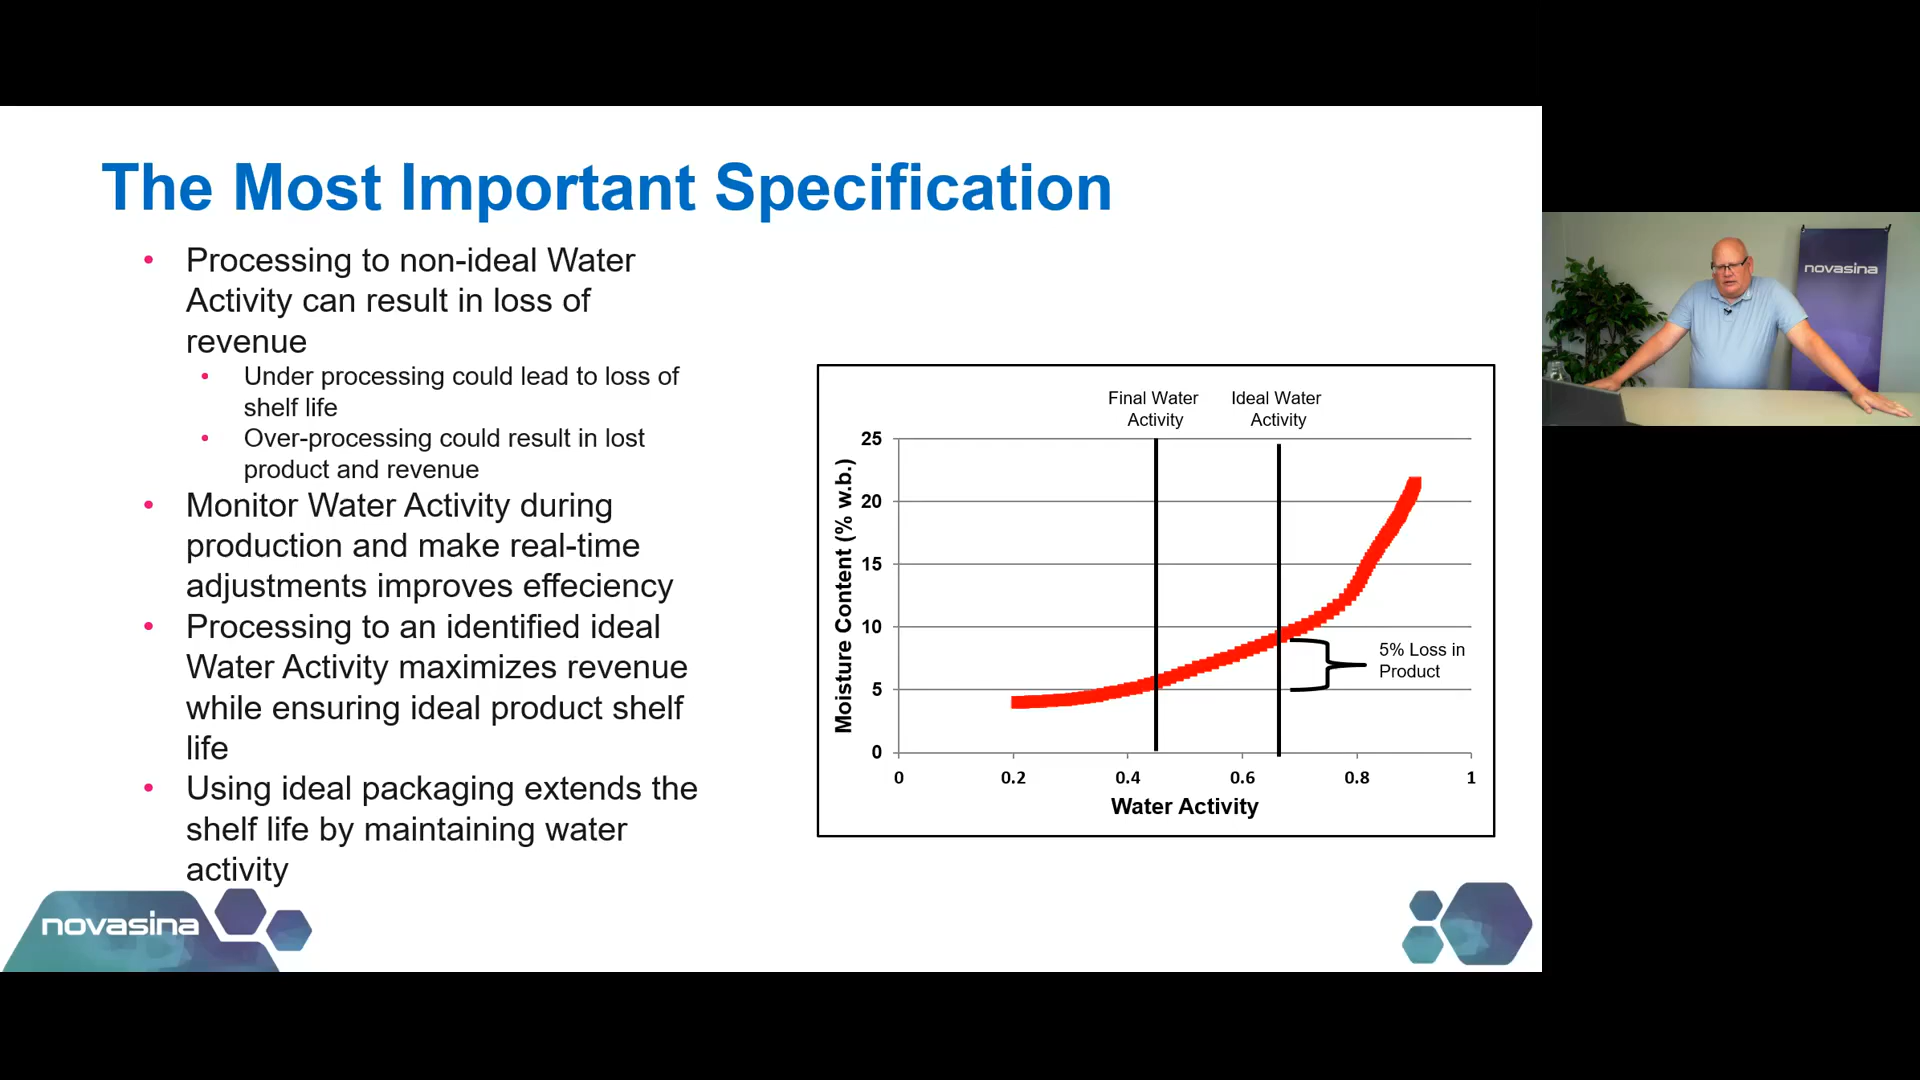 The Most Important Specification
• Processing to non-ideal Water
Activity can result in loss of
revenue
• Under processing could lead to loss of
shelf life
• Over-processing could result in lost
product and revenue
• Monitor Water Activity during
production and make real-time
adjustments improves effeciency
• Processing to an identified ideal
Water Activity maximizes revenue
while ensuring ideal product shelf
life
• Using ideal packaging extends the
shelf life by maintaining water
activity
Final Water
Activity
Ideal Water
Activity
Moisture Content (% w.b.)
25
20
15
10
5
0
5% Loss in
Product
0 0.2 0.4 0.6 0.8 1
Water Activity
novasina
novasina